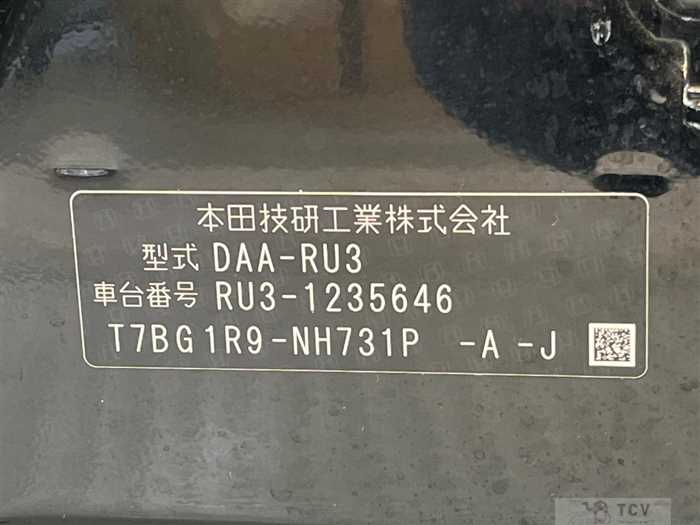 本田技研工業株式会社
型式 DAA-RU3
車台番号 RU3-1235646
T7BG1R9-NH731P -A -J
TCV